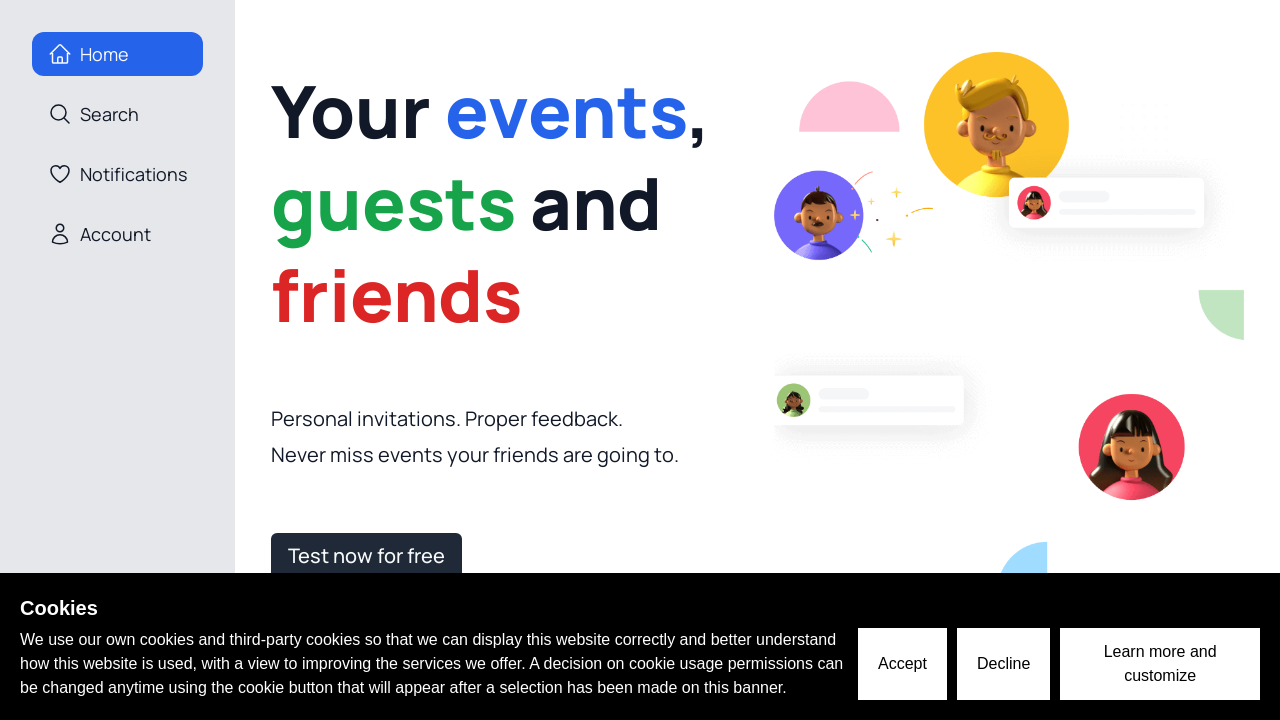 Home
Search
Notifications
Account
Your events,
guests and
friends
Personal invitations. Proper feedback.
Never miss events your friends are going to.
Test now for free
Cookies
We use our own cookies and third-party cookies so that we can display this website correctly and better understand
how this website is used, with a view to improving the services we offer. A decision on cookie usage permissions can
be changed anytime using the cookie button that will appear after a selection has been made on this banner.
Accept
Decline
Learn more and
customize